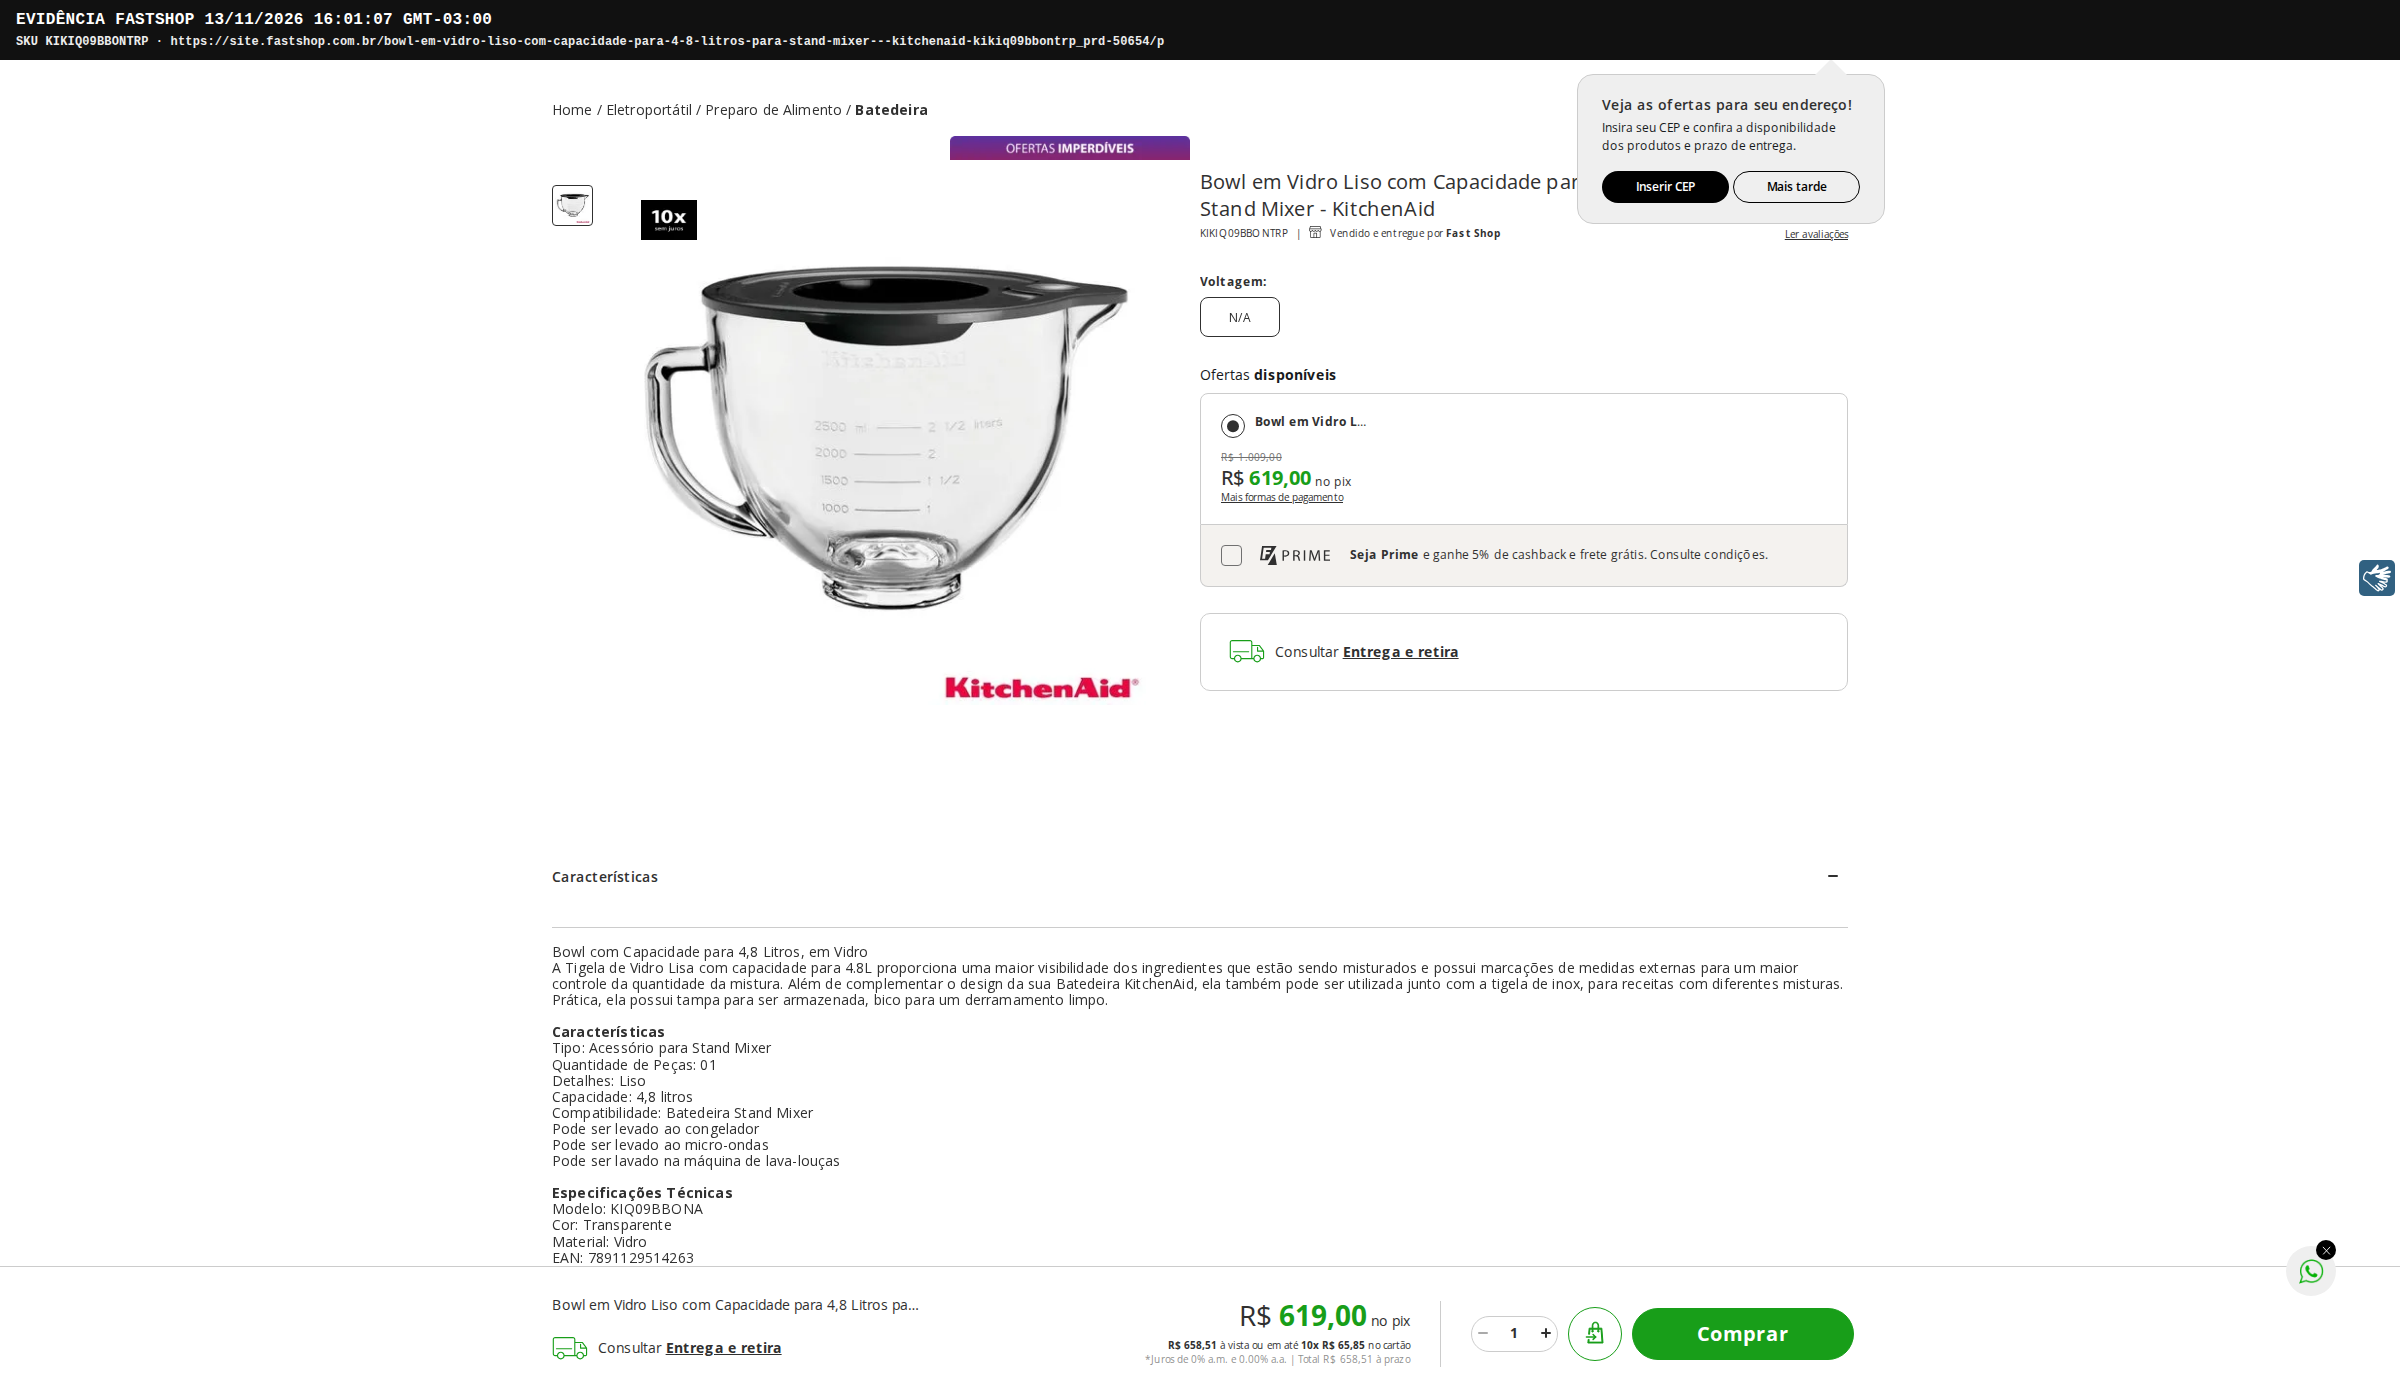 EVIDÊNCIA FASTSHOP 13/11/2026 16:01:07 GMT-03:00
SKU KIKIQ09BBONTRP · https://site.fastshop.com.br/bowl-em-vidro-liso-com-capacidade-para-4-8-litros-para-stand-mixer---kitchenaid-kikiq09bbontrp_prd-50654/p
Home / Eletroportátil / Preparo de Alimento / Batedeira
Veja as ofertas para seu endereço!
Insira seu CEP e confira a disponibilidade
dos produtos e prazo de entrega.
Inserir CEP
Mais tarde
OFERTAS IMPERDÍVEIS
10x
sem juros
Bowl em Vidro Liso com Capacidade par
Stand Mixer - KitchenAid
KIKIQ09BBONTRP | Vendido e entregue por Fast Shop
Ler avaliações
Voltagem:
N/A
Ofertas disponíveis
Bowl em Vidro L...
R$ 1.009,00
R$ 619,00 no pix
Mais formas de pagamento
PRIME Seja Prime e ganhe 5% de cashback e frete grátis. Consulte condições.
Consultar Entrega e retira
KitchenAid
2500 ml 2 1/2 liters
2000 2
1500 1 1/2
1000 1
KitchenAid®
Características
Bowl com Capacidade para 4,8 Litros, em Vidro
A Tigela de Vidro Lisa com capacidade para 4.8L proporciona uma maior visibilidade dos ingredientes que estão sendo misturados e possui marcações de medidas externas para um maior
controle da quantidade da mistura. Além de complementar o design da sua Batedeira KitchenAid, ela também pode ser utilizada junto com a tigela de inox, para receitas com diferentes misturas.
Prática, ela possui tampa para ser armazenada, bico para um derramamento limpo.
Características
Tipo: Acessório para Stand Mixer
Quantidade de Peças: 01
Detalhes: Liso
Capacidade: 4,8 litros
Compatibilidade: Batedeira Stand Mixer
Pode ser levado ao congelador
Pode ser levado ao micro-ondas
Pode ser lavado na máquina de lava-louças
Especificações Técnicas
Modelo: KIQ09BBONA
Cor: Transparente
Material: Vidro
EAN: 7891129514263
Bowl em Vidro Liso com Capacidade para 4,8 Litros pa...
Consultar Entrega e retira
R$ 619,00 no pix
R$ 658,51 à vista ou em até 10x R$ 65,85 no cartão
*Juros de 0% a.m. e 0.00% a.a. | Total R$ 658,51 à prazo
1
Comprar